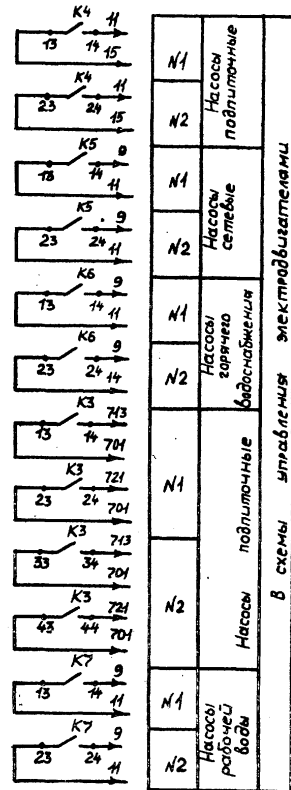 K4 11
13 14
15
N1
K4 11
23 24
15
N2
Насосы
подпиточные
K5 9
13 14
11
N1
K5 9
23 24
11
N2
Насосы
сетевые
K6 9
13 14
11
N1
K6 9
23 24
14
N2
Насосы
горячего
водоснабжения
K3 713
13 14
701
K3 721
23 24
701
N1
K3 713
33 34
701
K3 721
43 44
701
N2
Насосы подпиточные
K7 9
13 14
11
N1
K7 9
23 24
11
N2
Насосы
рабочей
воды
В схемы управления электродвигателями